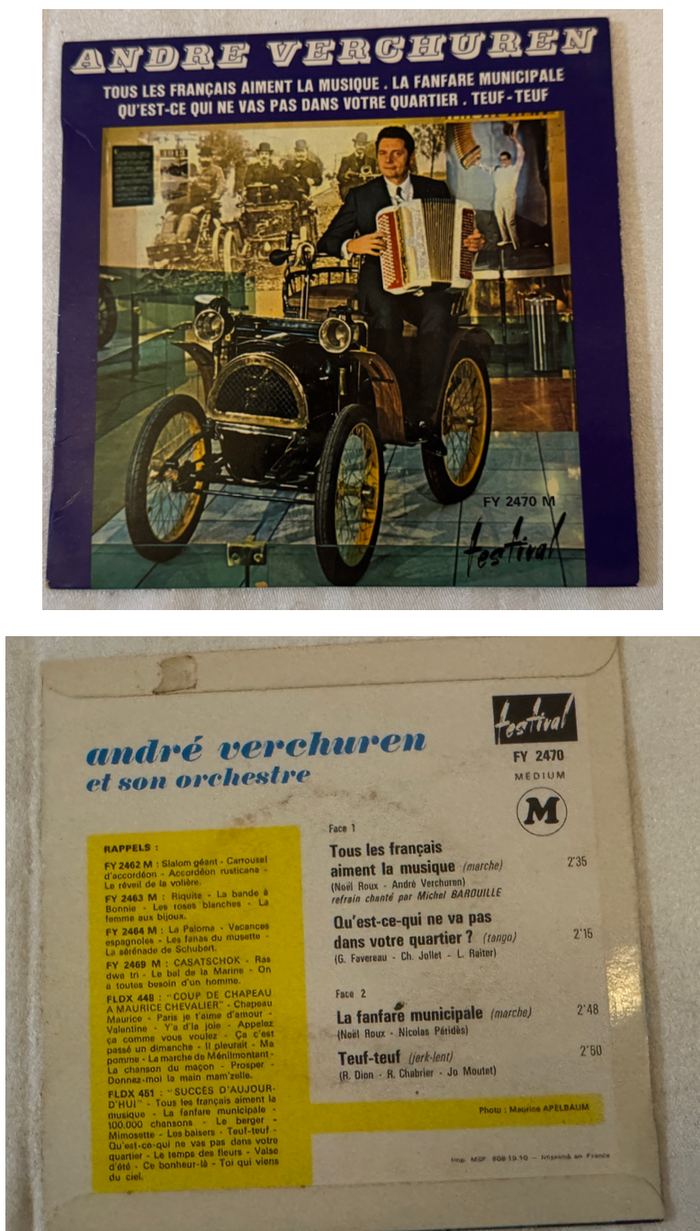 ANDRE VERCHUREN
TOUS LES FRANÇAIS AIMENT LA MUSIQUE . LA FANFARE MUNICIPALE
QU'EST-CE QUI NE VAS PAS DANS VOTRE QUARTIER . TEUF-TEUF
FY 2470 M
festival
festival
FY 2470
MEDIUM
M
andré verchuren
et son orchestre
RAPPELS :
FY 2462 M : Slalom géant - Carrousel
d'accordéon - Accordéon rusticana -
Le réveil de la volière.
FY 2463 M : Riquita - La bande à
Bonnie - Les roses blanches - La
femme aux bijoux.
FY 2464 M : La Paloma - Vacances
espagnoles - Les fanas du musette -
La sérénade de Schubert.
FY 2469 M : CASATSCHOK - Ras
dwa tri - Le bal de la Marine - On
a toutes besoin d'un homme.
FLDX 448 : "COUP DE CHAPEAU
A MAURICE CHEVALIER" - Chapeau
Maurice - Paris je t'aime d'amour -
Valentine - Y'a d'la joie - Appelez
ça comme vous voulez - Ça c'est
passé un dimanche - Il pleurait - Ma
pomme - La marche de Ménilmontant -
La chanson du maçon - Prosper -
Donnez-moi la main mam'zelle.
FLDX 451 : "SUCCÈS D'AUJOUR-
D'HUI" - Tous les français aiment la
musique - La fanfare municipale -
100.000 chansons - Le berger -
Mimosette - Les baisers - Teuf-teuf -
Qu'est-ce-qui ne vas pas dans votre
quartier - Le temps des fleurs - Valse
d'été - Ce bonheur-là - Toi qui viens
du ciel.
Face 1
Tous les français
aiment la musique (marche) 2'35
(Noël Roux - André Verchuren)
refrain chanté par Michel BAROUILLE
Qu'est-ce-qui ne va pas
dans votre quartier ? (tango) 2'15
(G. Favereau - Ch. Jollet - L. Raiter)
Face 2
La fanfare municipale (marche) 2'48
(Noël Roux - Nicolas Péridès)
Teuf-teuf (jerk-lent) 2'50
(R. Dion - R. Chabrier - Jo Moutet)
Photo : Maurice APELBAUM
Imp. MCP 608-19.10 – Imprimé en France